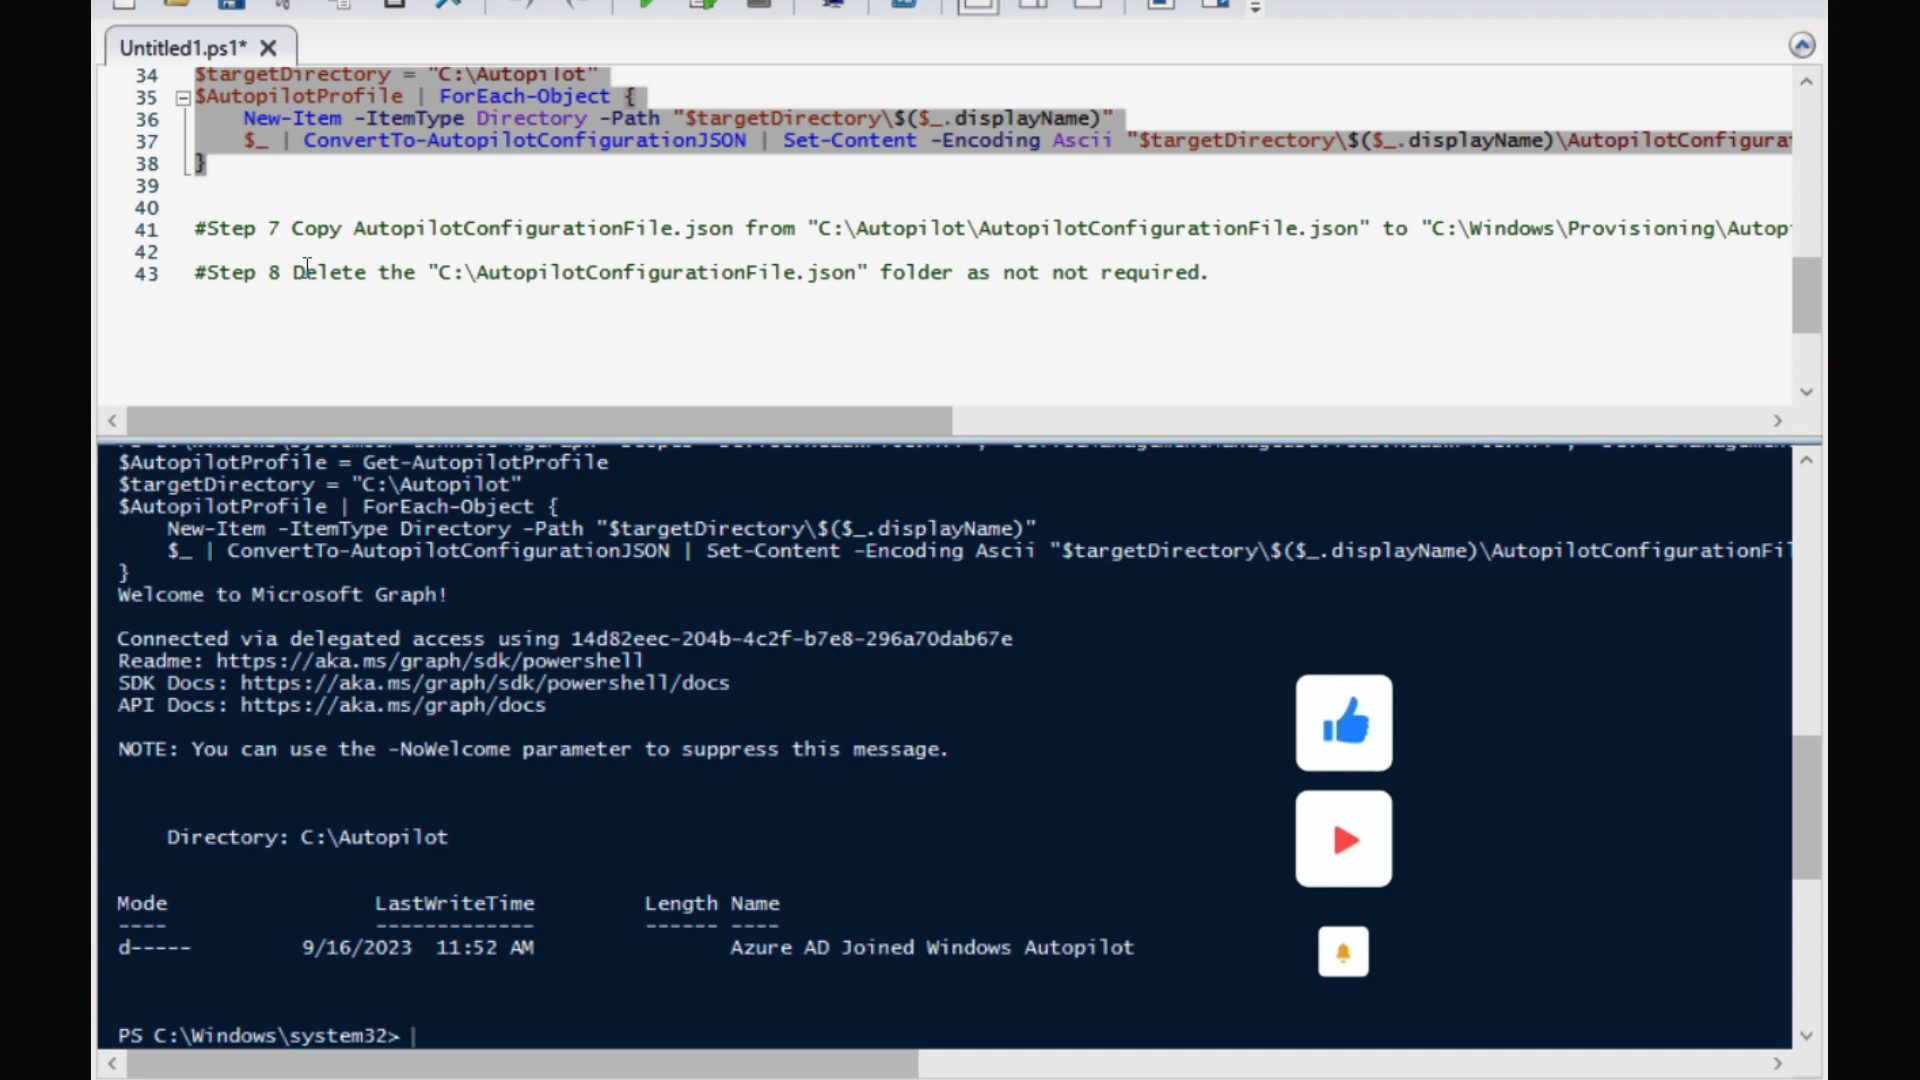 Untitled1.ps1*
34 $targetDirectory = "C:\Autopilot"
35 $AutopilotProfile | ForEach-Object {
36 New-Item -ItemType Directory -Path "$targetDirectory\$($_.displayName)"
37 $_ | ConvertTo-AutopilotConfigurationJSON | Set-Content -Encoding Ascii "$targetDirectory\$($_.displayName)\AutopilotConfigura
38 }
39
40
41 #Step 7 Copy AutopilotConfigurationFile.json from "C:\Autopilot\AutopilotConfigurationFile.json" to "C:\Windows\Provisioning\Autop
42
43 #Step 8 Delete the "C:\AutopilotConfigurationFile.json" folder as not not required.
$AutopilotProfile = Get-AutopilotProfile
$targetDirectory = "C:\Autopilot"
$AutopilotProfile | ForEach-Object {
New-Item -ItemType Directory -Path "$targetDirectory\$($_.displayName)"
$_ | ConvertTo-AutopilotConfigurationJSON | Set-Content -Encoding Ascii "$targetDirectory\$($_.displayName)\AutopilotConfigurationFil
}
Welcome to Microsoft Graph!
Connected via delegated access using 14d82eec-204b-4c2f-b7e8-296a70dab67e
Readme: https://aka.ms/graph/sdk/powershell
SDK Docs: https://aka.ms/graph/sdk/powershell/docs
API Docs: https://aka.ms/graph/docs
NOTE: You can use the -NoWelcome parameter to suppress this message.
Directory: C:\Autopilot
Mode LastWriteTime Length Name
---- ------------- ------ ----
d----- 9/16/2023 11:52 AM Azure AD Joined Windows Autopilot
PS C:\Windows\system32>